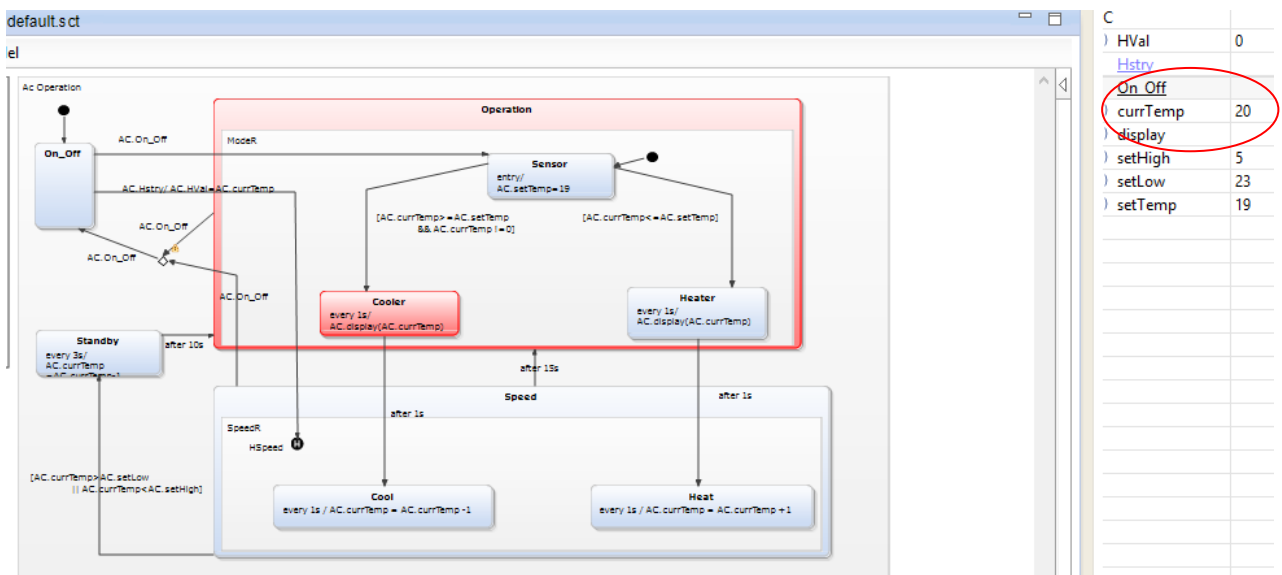 default.sct
el
Ac Operation
On_Off
AC.On_Off
AC.Hstry/ AC.HVal=AC.currTemp
AC.On_Off
AC.On_Off
AC.On_Off
Operation
ModeR
Sensor
entry/
AC.setTemp=19
[AC.currTemp>=AC.setTemp
&& AC.currTemp !=0]
[AC.currTemp<=AC.setTemp]
Cooler
every 1s/
AC.display(AC.currTemp)
Heater
every 1s/
AC.display(AC.currTemp)
Standby
every 3s/
AC.currTemp
= AC.currTemp-1
after 10s
after 15s
after 1s
after 1s
Speed
SpeedR
HSpeed
H
[AC.currTemp>AC.setLow
|| AC.currTemp<AC.setHigh]
Cool
every 1s / AC.currTemp = AC.currTemp -1
Heat
every 1s / AC.currTemp = AC.currTemp +1
C
HVal 0
Hstry
On_Off
currTemp 20
display
setHigh 5
setLow 23
setTemp 19